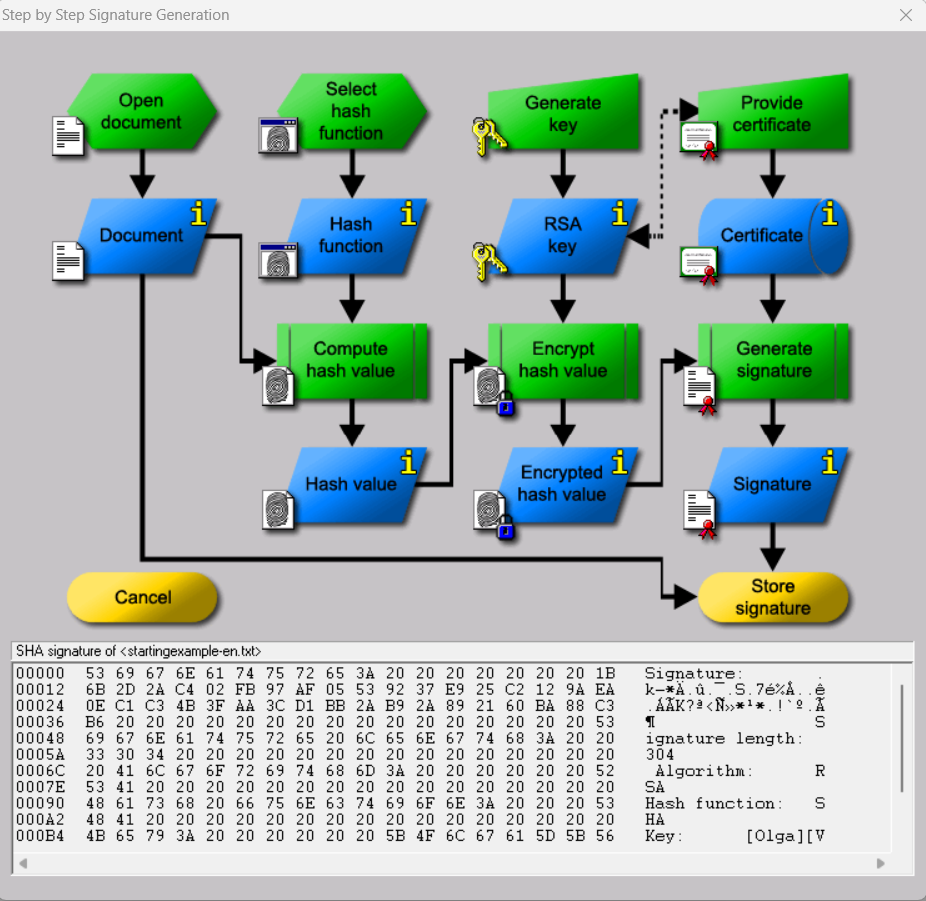 Step by Step Signature Generation
Open
document
Select
hash
function
Generate
key
Provide
certificate
Document
i
Hash
function
i
RSA
key
i
Certificate
i
Compute
hash value
Encrypt
hash value
Generate
signature
Hash value
i
Encrypted
hash value
i
Signature
i
Cancel
Store
signature
SHA signature of <startingexample-en.txt>
00000 53 69 67 6E 61 74 75 72 65 3A 20 20 20 20 20 20 20 1B Signature: .
00012 6B 2D 2A C4 02 FB 97 AF 05 53 92 37 E9 25 C2 12 9A EA k-*Ä.û.¯.S.7é%Â..ê
00024 0E C1 C3 4B 3F AA 3C D1 BB 2A B9 2A 89 21 60 BA 88 C3 .ÁÃK?ª<Ñ»*¹*.!`º.Ã
00036 B6 20 20 20 20 20 20 20 20 20 20 20 20 20 20 20 20 53 ¶ S
00048 69 67 6E 61 74 75 72 65 20 6C 65 6E 67 74 68 3A 20 20 ignature length:
0005A 33 30 34 20 20 20 20 20 20 20 20 20 20 20 20 20 20 20 304
0006C 20 41 6C 67 6F 72 69 74 68 6D 3A 20 20 20 20 20 20 52 Algorithm: R
0007E 53 41 20 20 20 20 20 20 20 20 20 20 20 20 20 20 20 20 SA
00090 48 61 73 68 20 66 75 6E 63 74 69 6F 6E 3A 20 20 20 53 Hash function: S
000A2 48 41 20 20 20 20 20 20 20 20 20 20 20 20 20 20 20 20 HA
000B4 4B 65 79 3A 20 20 20 20 20 20 5B 4F 6C 67 61 5D 5B 56 Key: [Olga][V